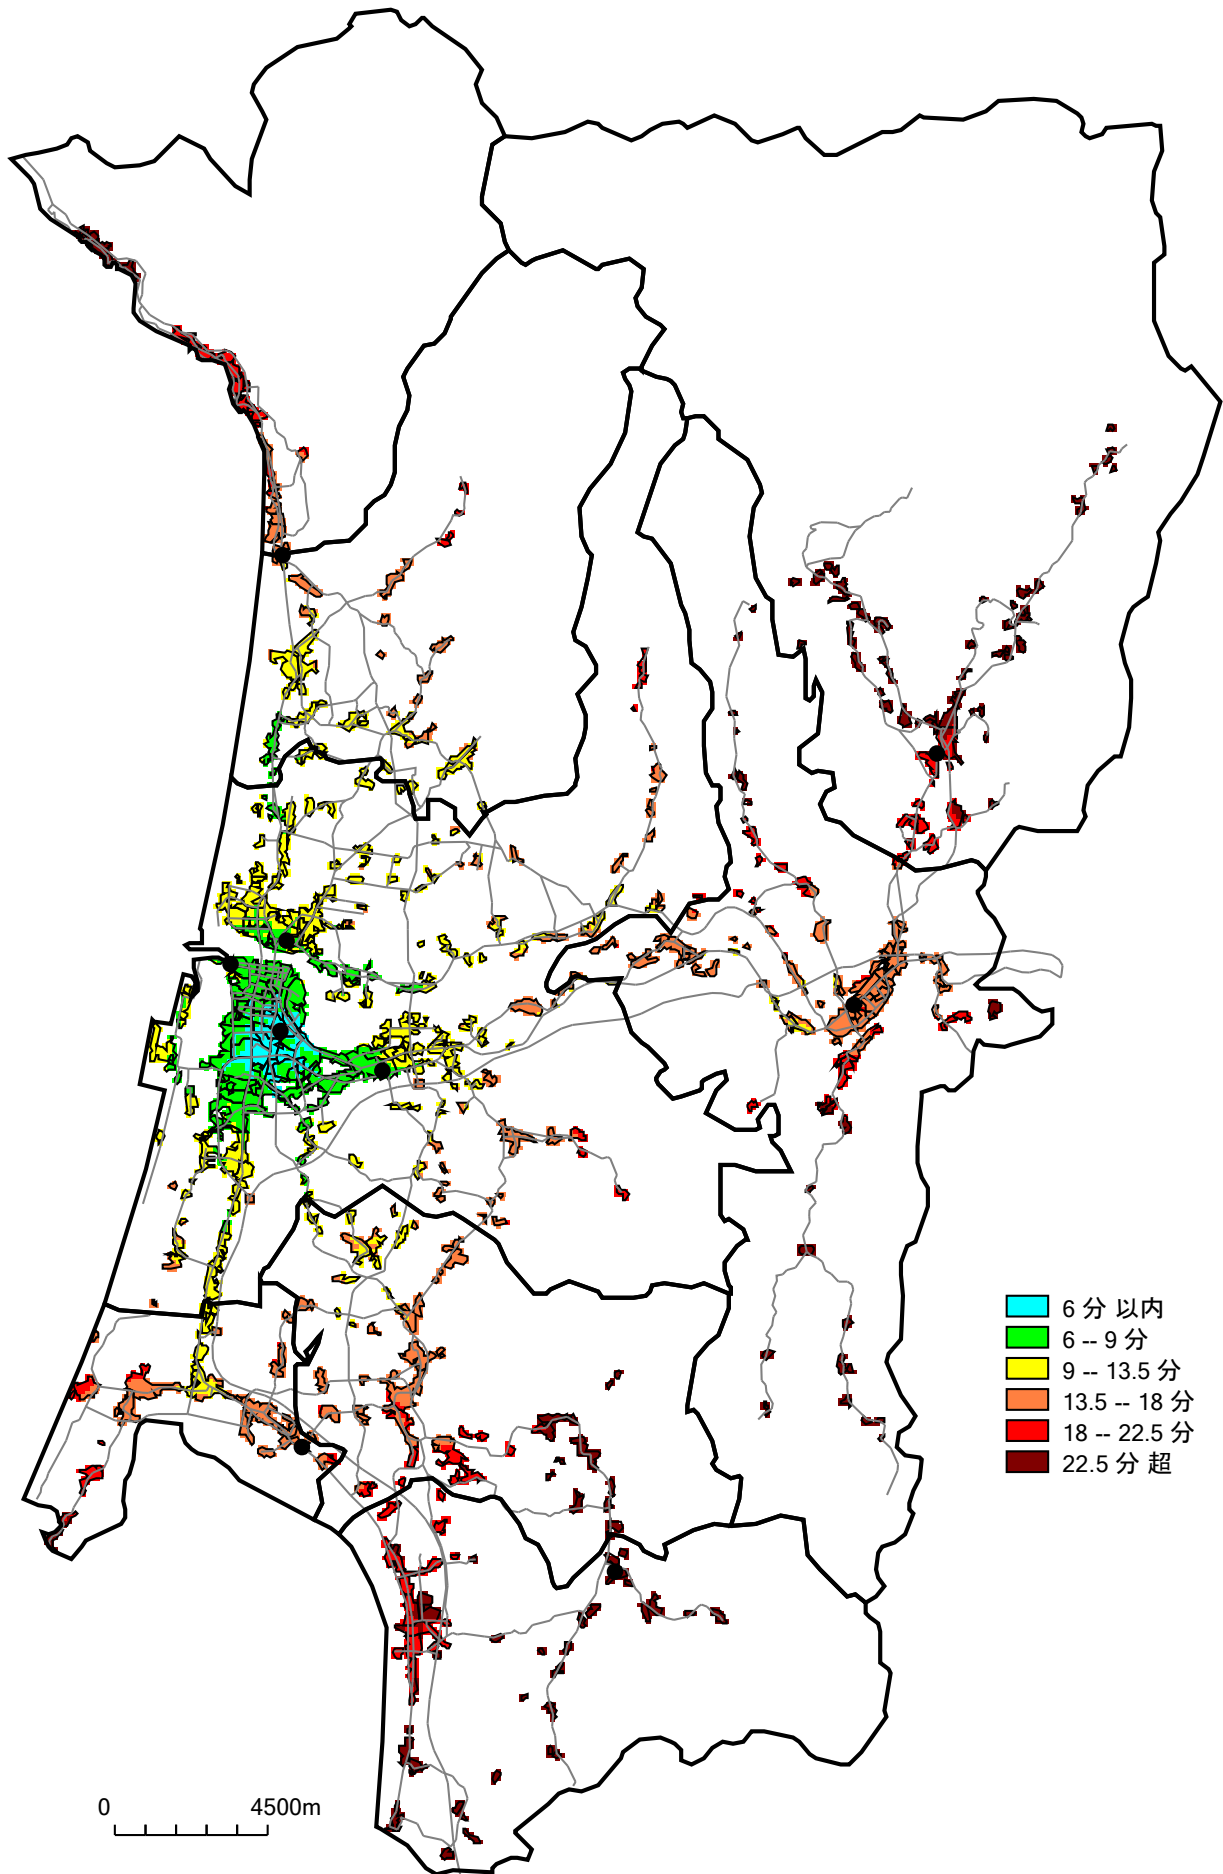 6 分 以内
6 -- 9 分
9 -- 13.5 分
13.5 -- 18 分
18 -- 22.5 分
22.5 分 超
0 4500m